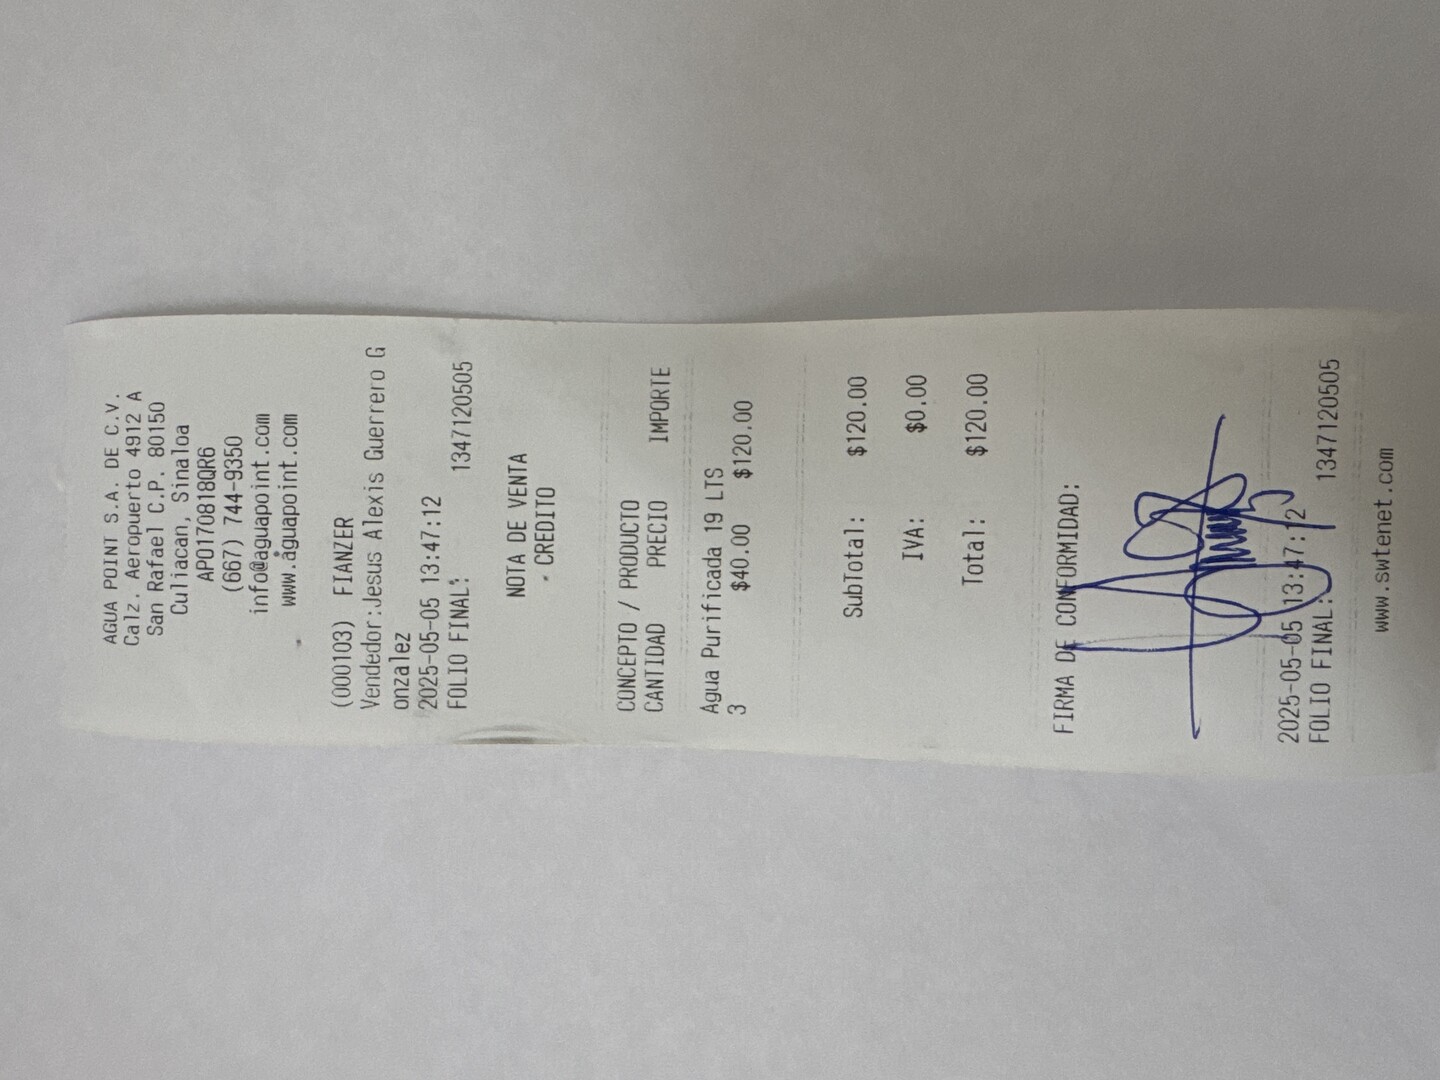 AGUA POINT S.A. DE C.V.
Calz. Aeropuerto 4912 A
San Rafael C.P. 80150
Culiacan, Sinaloa
APO170818QR6
(667) 744-9350
info@aguapoint.com
www.aguapoint.com
(000103) FIANZER
Vendedor:Jesus Alexis Guerrero G
onzalez
2025-05-05 13:47:12
FOLIO FINAL: 1347120505
NOTA DE VENTA
- CREDITO
CONCEPTO / PRODUCTO
CANTIDAD PRECIO IMPORTE
Agua Purificada 19 LTS
3 $40.00 $120.00
SubTotal: $120.00
IVA: $0.00
Total: $120.00
FIRMA DE CONFORMIDAD:
2025-05-05 13:47:12
FOLIO FINAL: 1347120505
www.swtenet.com